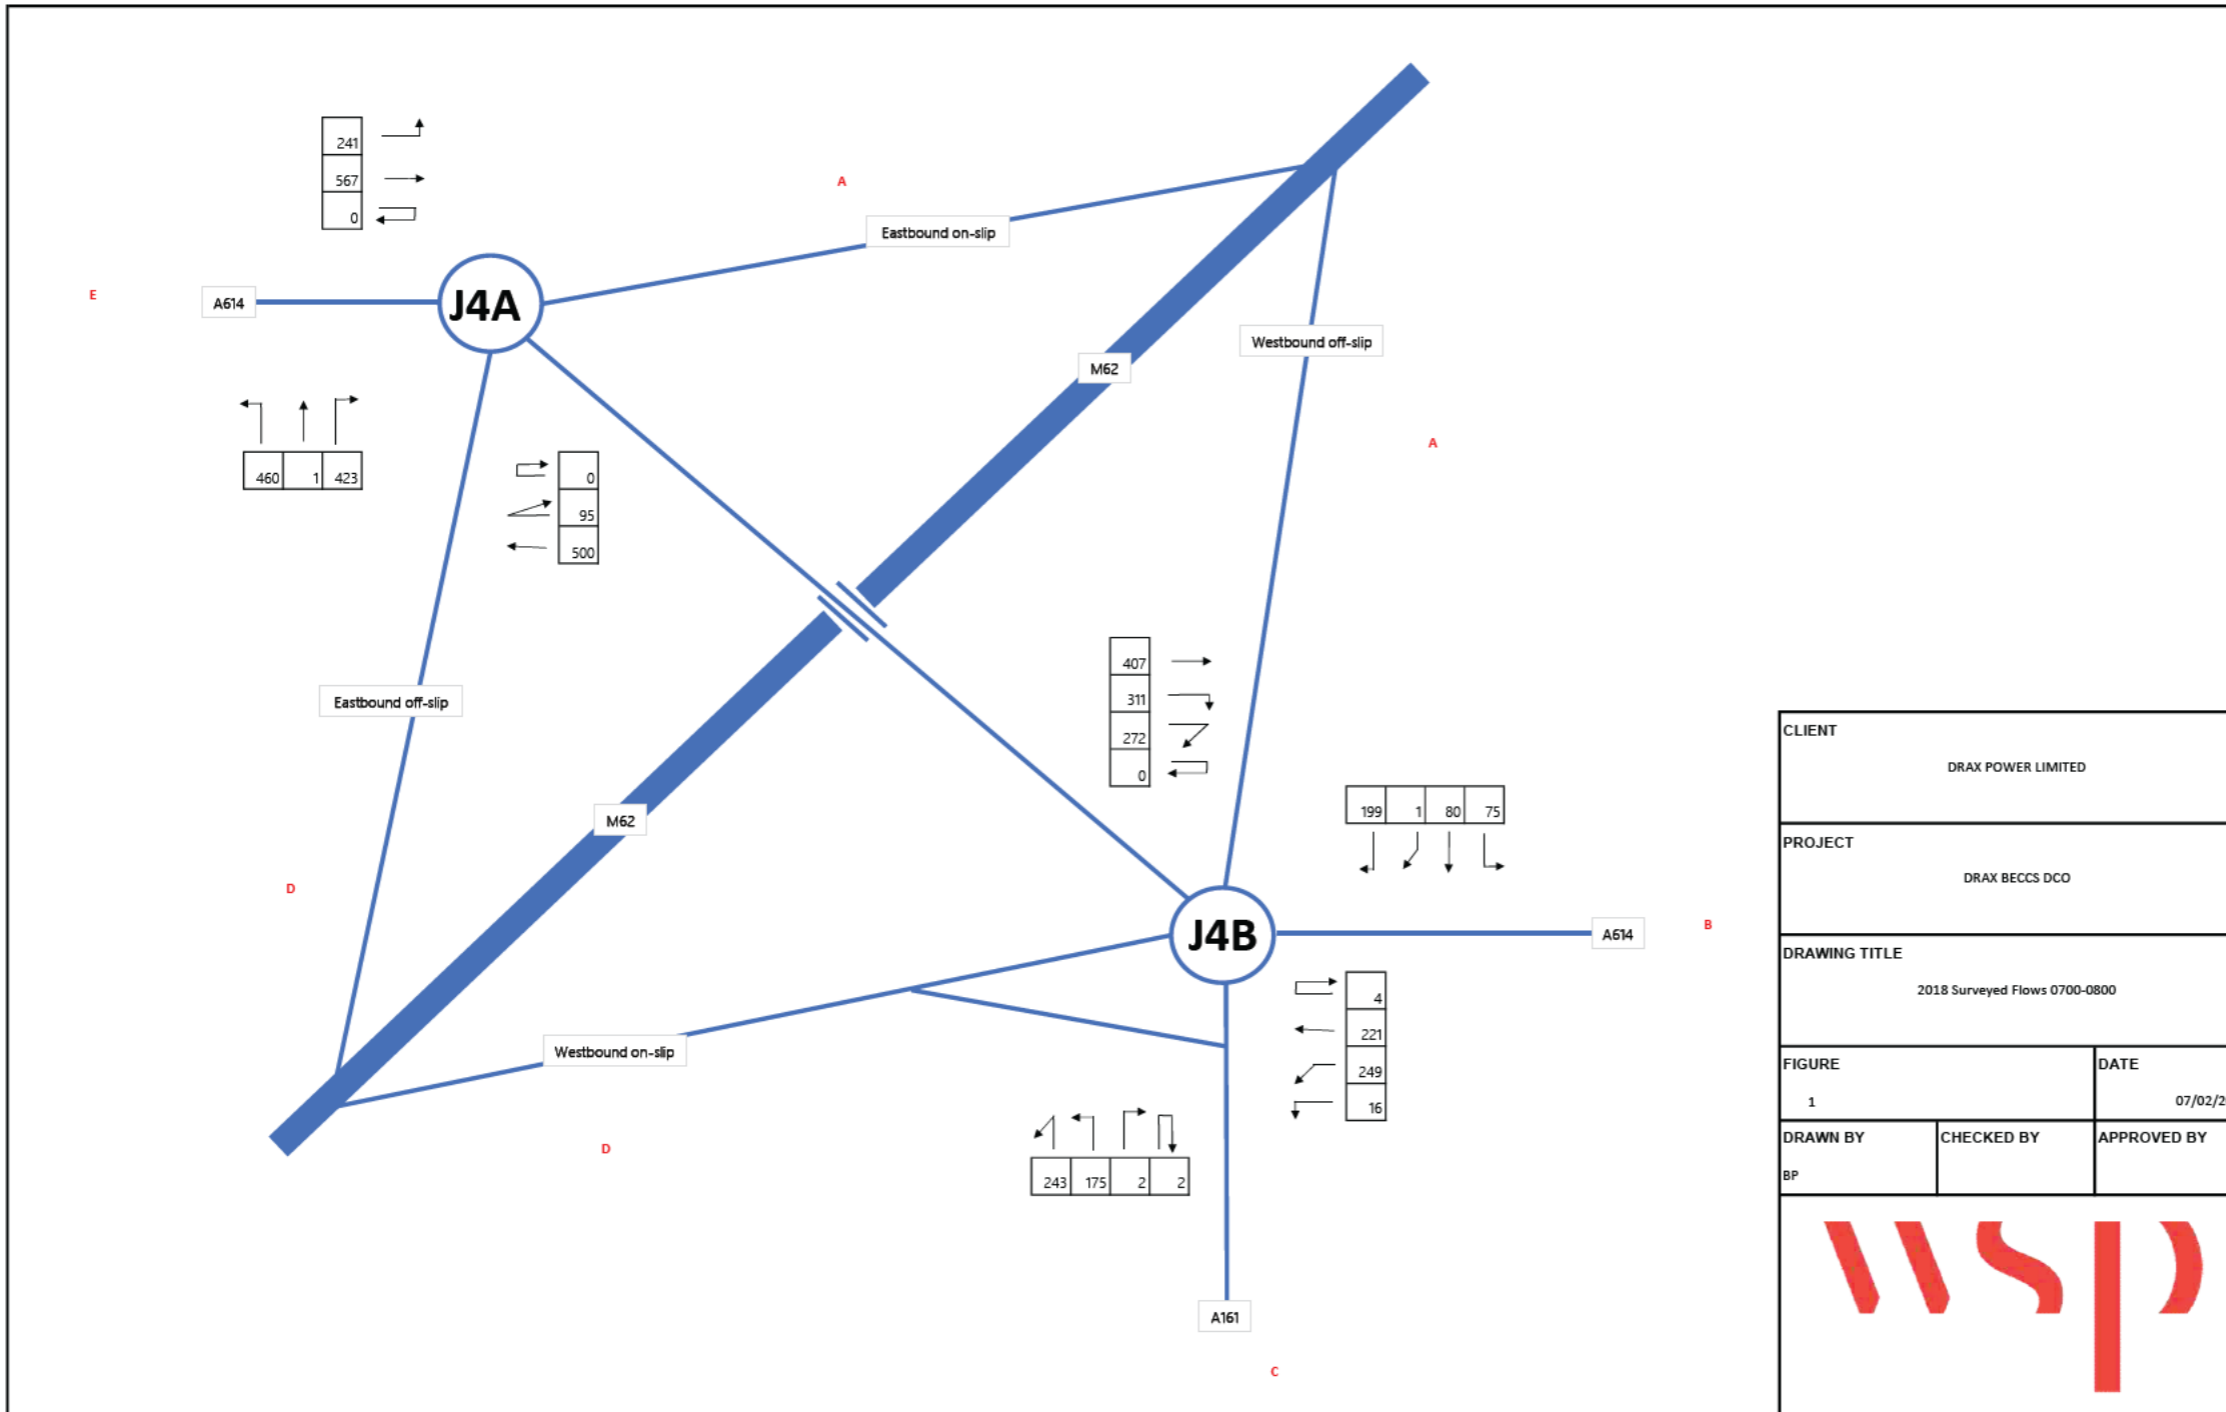 241
567
0
A
Eastbound on-slip
E
A614
J4A
Westbound off-slip
M62
A
460 1 423
0
95
500
407
311
272
0
Eastbound off-slip
M62
199 1 80 75
D
J4B
A614
B
4
221
249
16
Westbound on-slip
D
243 175 2 2
A161
C
CLIENT
DRAX POWER LIMITED
PROJECT
DRAX BECCS DCO
DRAWING TITLE
2018 Surveyed Flows 0700-0800
FIGURE DATE
1 07/02/2
DRAWN BY CHECKED BY APPROVED BY
BP
wsp